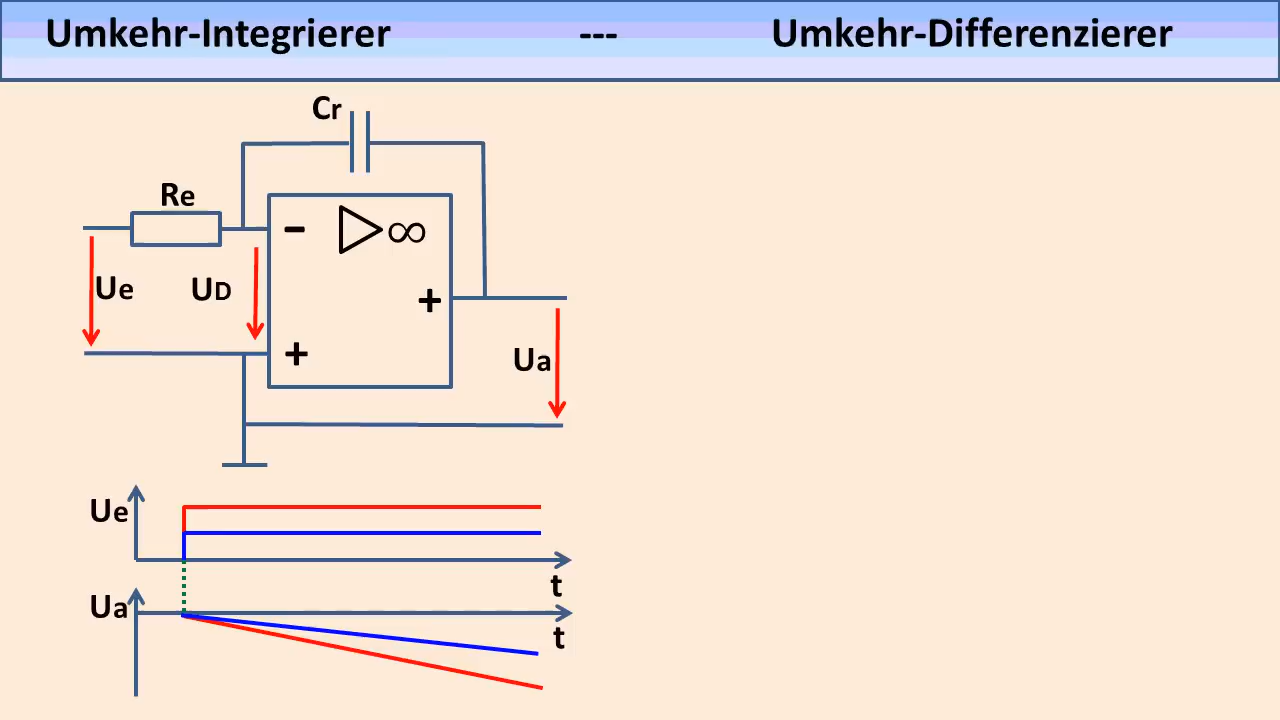 Umkehr-Integrierer --- Umkehr-Differenzierer
Cr
Re
- ▷∞
Ue UD
+
+
Ua
Ue
t
Ua
t